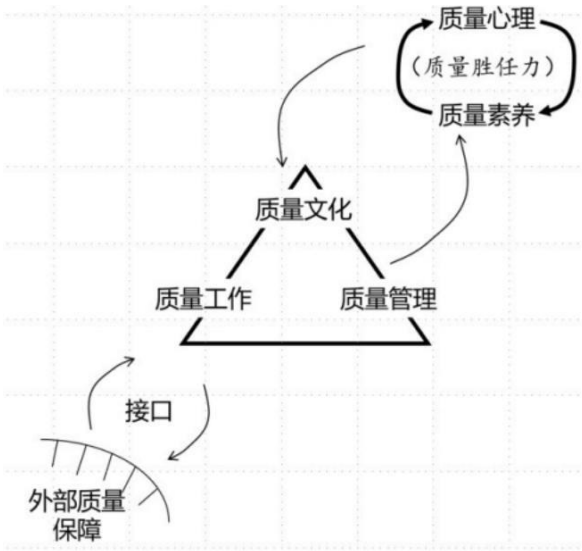 质量心理
（质量胜任力）
质量素养
质量文化
质量工作
质量管理
接口
外部质量
保障